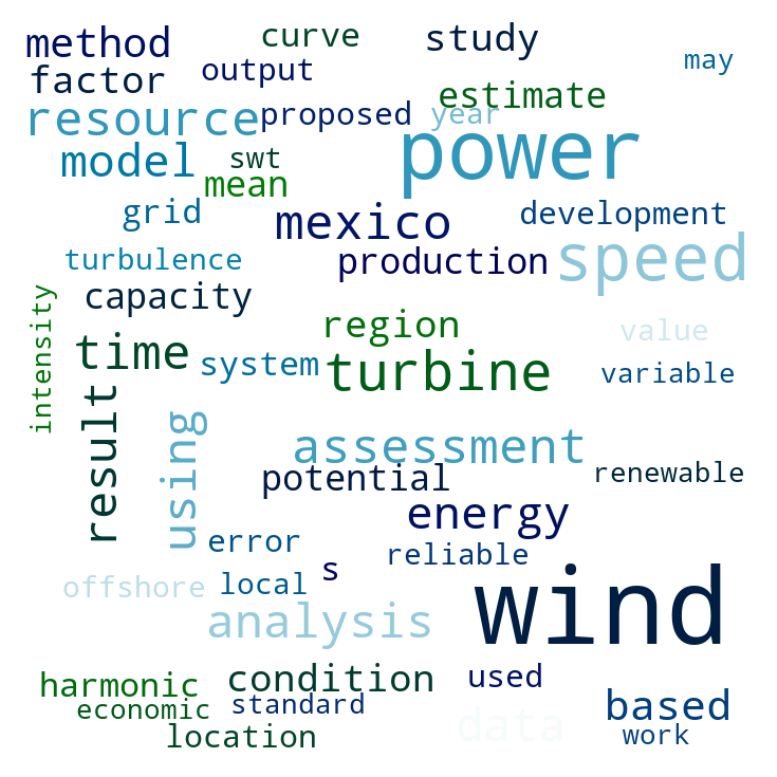 method
curve
study
may
factor
output
estimate
resource
proposed
year
power
model
swt
mean
grid
mexico
development
turbulence
production
speed
capacity
intensity
region
value
time
system
turbine
variable
result
using
assessment
potential
renewable
energy
error
reliable
s
offshore
local
wind
analysis
harmonic
condition
used
economic
standard
based
data
location
work